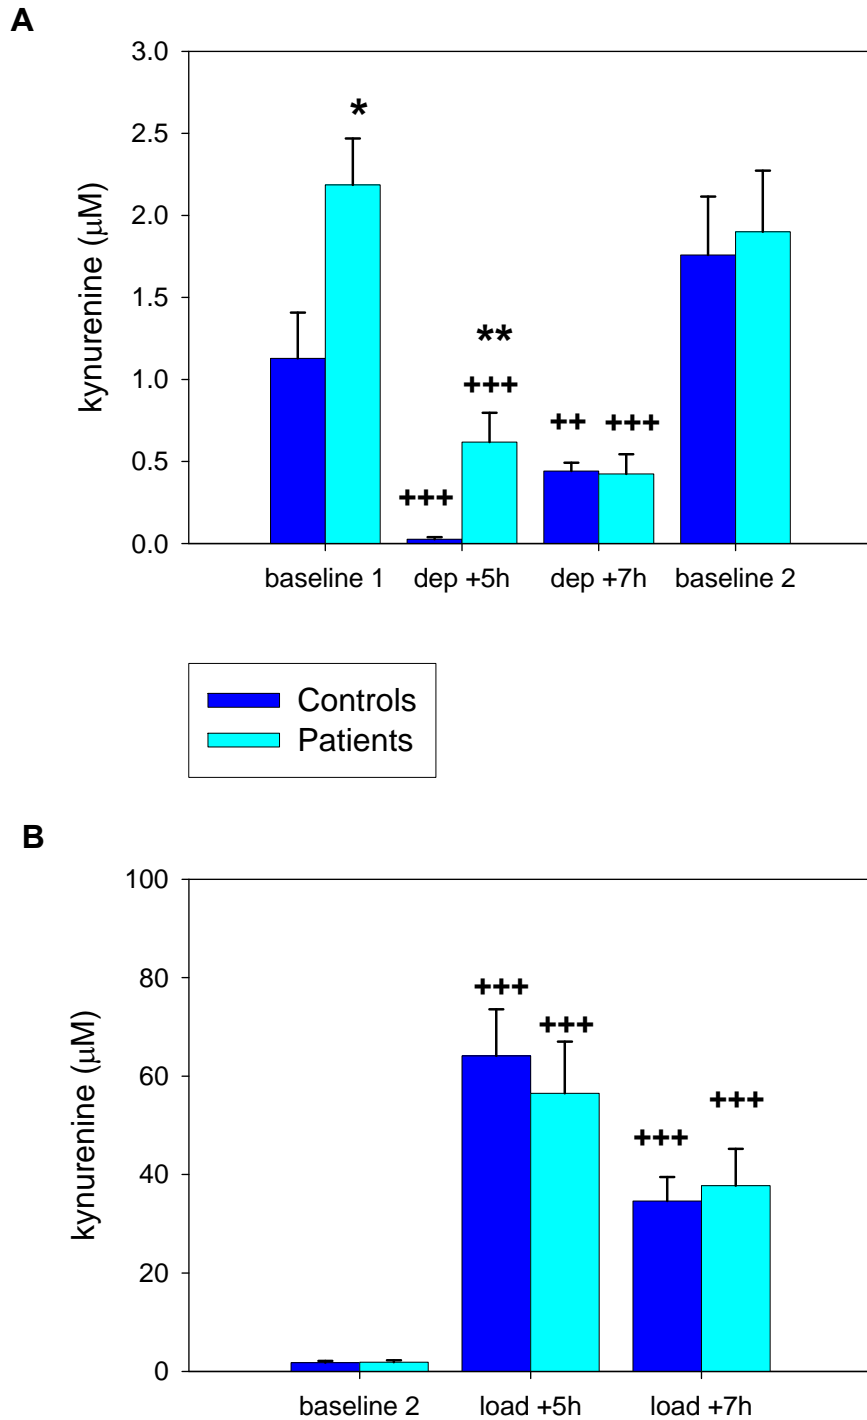 A
3.0
2.5
2.0
1.5
1.0
0.5
0.0
kynurenine (μM)
*
**
+++
+++
++
+++
baseline 1
dep +5h
dep +7h
baseline 2
Controls
Patients
B
100
80
60
40
20
0
kynurenine (μM)
+++
+++
+++
+++
baseline 2
load +5h
load +7h